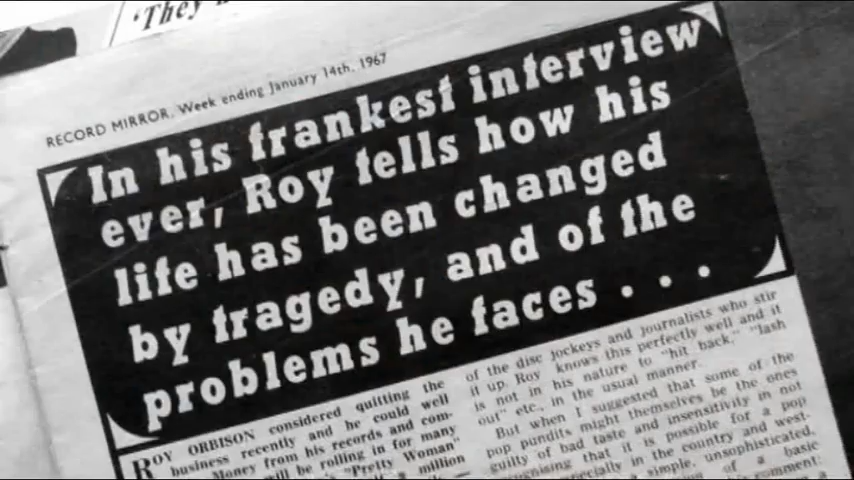 'They
RECORD MIRROR, Week ending January 14th, 1967
In his frankest interview
ever, Roy tells how his
life has been changed
by tragedy, and of the
problems he faces . . .
ROY ORBISON considered quitting the
business recently and he could well
Money from his records and com-
will be rolling in for many
"Pretty Woman"
million
of the disc jockeys and journalists who stir
it up. Roy knows this perfectly well and it
is not in his nature to "hit back," "lash
out" etc., in the usual manner.
But when I suggested that some of the
pop pundits might themselves be the ones
guilty of bad taste and insensitivity in not
recognising that it is possible for a pop
especially in the country and west-
a simple, unsophisticated,
of a basic
his comment: